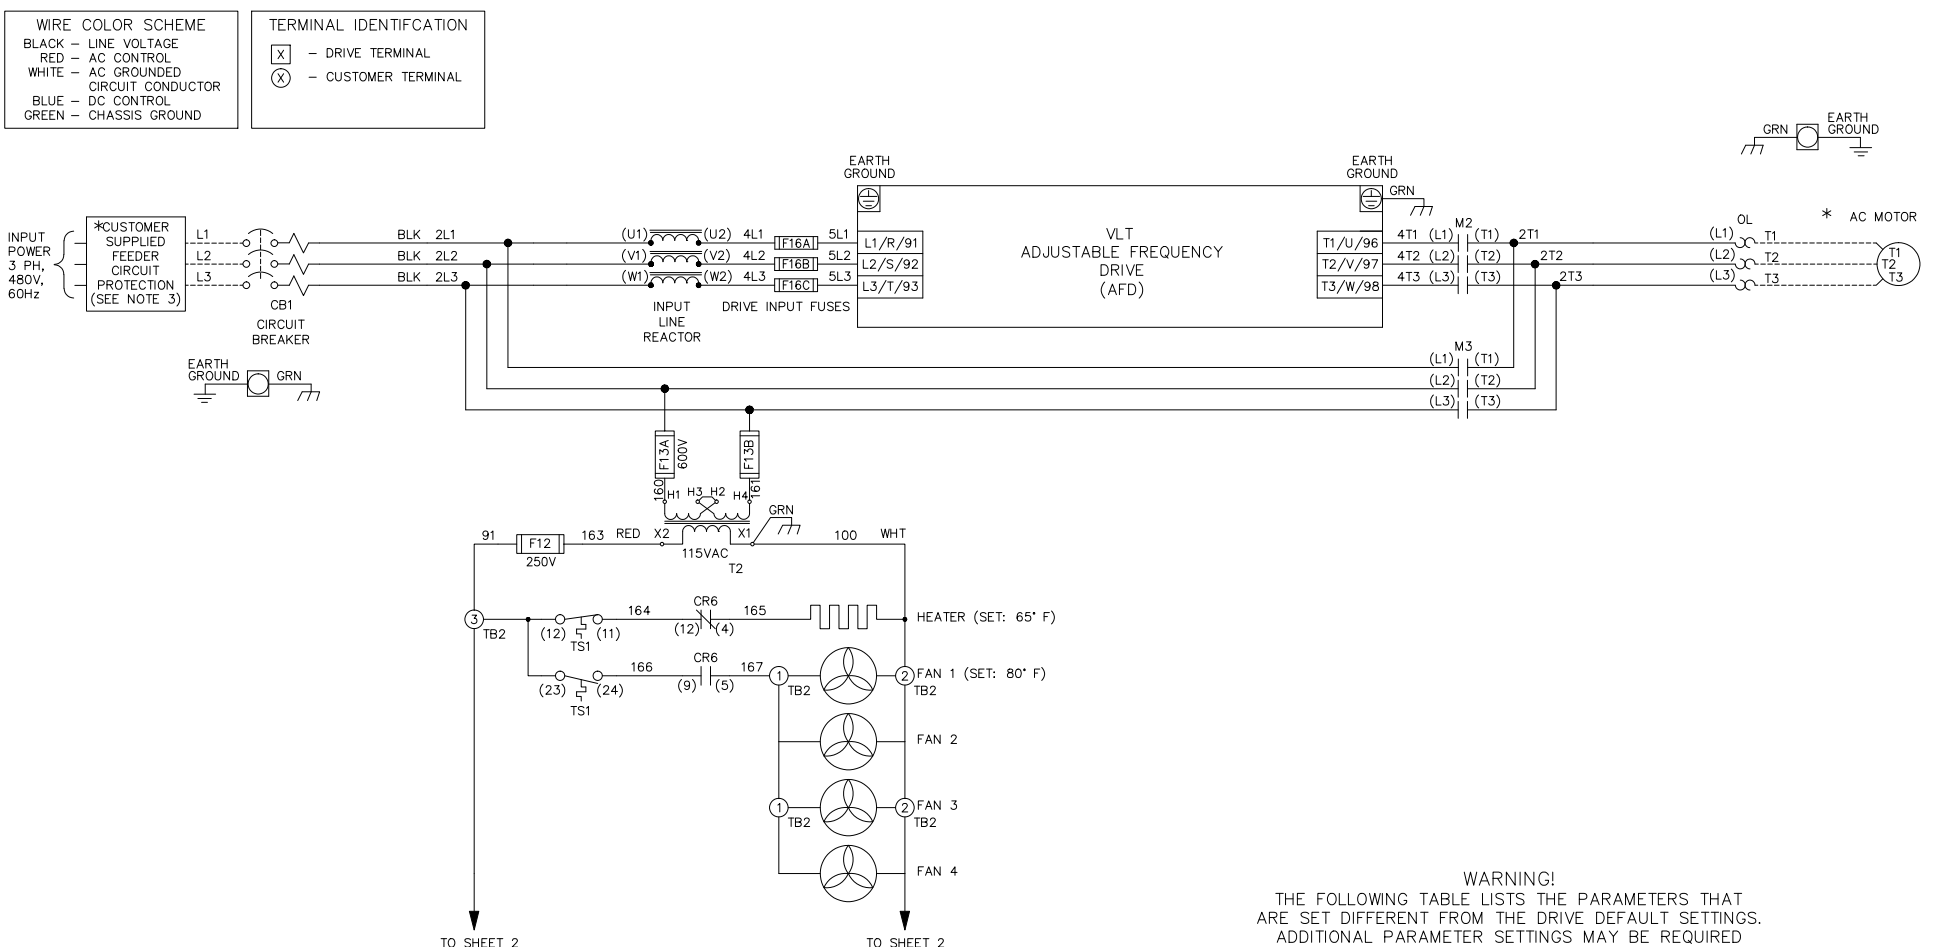 WIRE COLOR SCHEME
BLACK – LINE VOLTAGE
RED – AC CONTROL
WHITE – AC GROUNDED
CIRCUIT CONDUCTOR
BLUE – DC CONTROL
GREEN – CHASSIS GROUND
TERMINAL IDENTIFCATION
X – DRIVE TERMINAL
X – CUSTOMER TERMINAL
GRN
EARTH
GROUND
INPUT
POWER
3 PH,
480V,
60Hz
*CUSTOMER
SUPPLIED
FEEDER
CIRCUIT
PROTECTION
(SEE NOTE 3)
L1
L2
L3
CB1
CIRCUIT
BREAKER
EARTH
GROUND
GRN
BLK 2L1
BLK 2L2
BLK 2L3
(U1) (U2) 4L1 F16A 5L1
(V1) (V2) 4L2 F16B 5L2
(W1) (W2) 4L3 F16C 5L3
INPUT
LINE
REACTOR
DRIVE INPUT FUSES
EARTH
GROUND
L1/R/91
L2/S/92
L3/T/93
VLT
ADJUSTABLE FREQUENCY
DRIVE
(AFD)
EARTH
GROUND
GRN
T1/U/96
T2/V/97
T3/W/98
M2
4T1 (L1) (T1) 2T1
4T2 (L2) (T2) 2T2
4T3 (L3) (T3) 2T3
M3
(L1) (T1)
(L2) (T2)
(L3) (T3)
OL
(L1) T1
(L2) T2
(L3) T3
* AC MOTOR
T1
T2
T3
F13A
600V
F13B
160
161
H1 H3 H2 H4
GRN
91 F12 163 RED X2 X1 100 WHT
250V
115VAC
T2
3
TB2
(12) (11)
TS1
164
CR6
(12) (4)
165
HEATER (SET: 65° F)
(23) (24)
TS1
166
CR6
(9) (5)
167
1
TB2
2
TB2
FAN 1 (SET: 80° F)
FAN 2
1
TB2
2
TB2
FAN 3
FAN 4
TO SHEET 2
TO SHEET 2
WARNING!
THE FOLLOWING TABLE LISTS THE PARAMETERS THAT
ARE SET DIFFERENT FROM THE DRIVE DEFAULT SETTINGS.
ADDITIONAL PARAMETER SETTINGS MAY BE REQUIRED